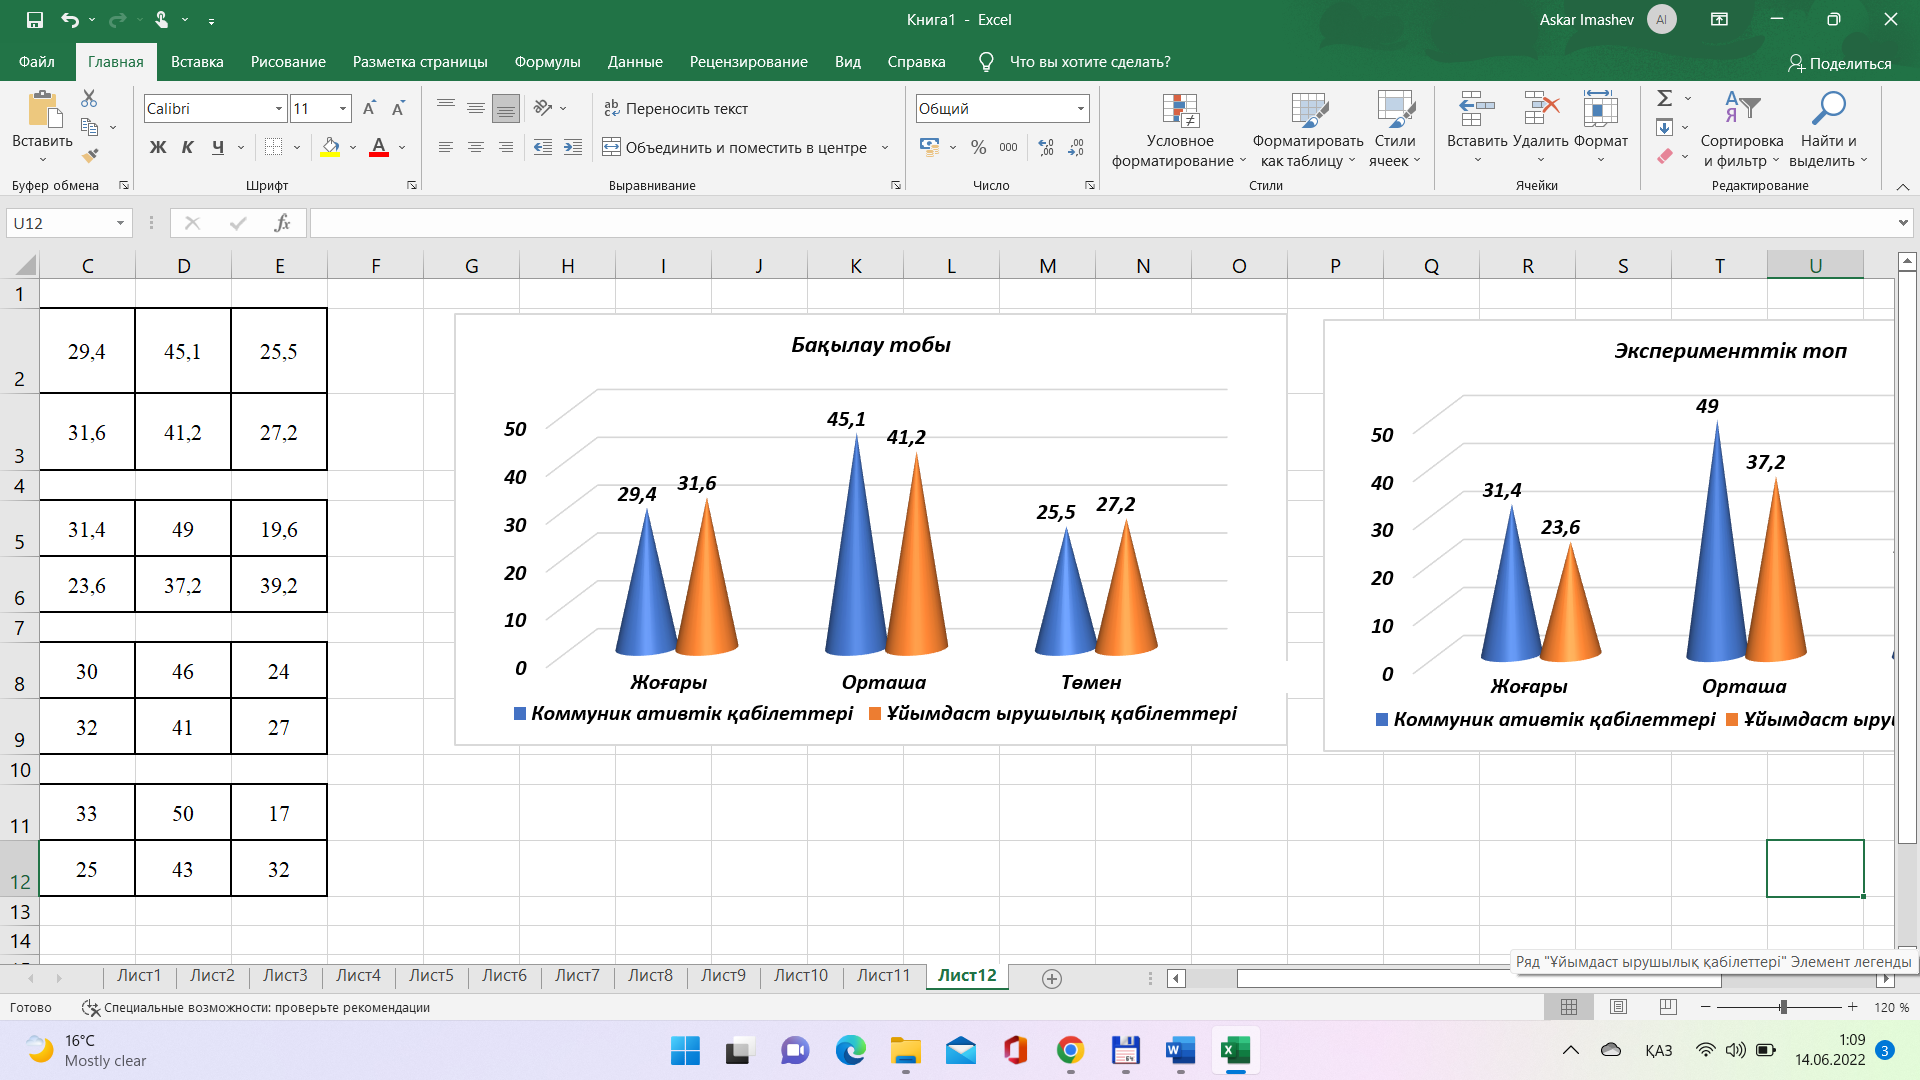 Книга1 - Excel
Askar Imashev
AI
Файл Главная Вставка Рисование Разметка страницы Формулы Данные Рецензирование Вид Справка Что вы хотите сделать? Поделиться
Вставить
Буфер обмена
Calibri 11
Ж К Ч А
Шрифт
Переносить текст
Объединить и поместить в центре
Выравнивание
Общий
% 000
Число
Условное форматирование
Форматировать как таблицу
Стили ячеек
Стили
Вставить Удалить Формат
Ячейки
Сортировка и фильтр
Найти и выделить
Редактирование
U12 fx
C D E F G H I J K L M N O P Q R S T U
1
2 29,4 45,1 25,5
3 31,6 41,2 27,2
4
5 31,4 49 19,6
6 23,6 37,2 39,2
7
8 30 46 24
9 32 41 27
10
11 33 50 17
12 25 43 32
13
14
Бақылау тобы
50
40
30
20
10
0
29,4 31,6 45,1 41,2 25,5 27,2
Жоғары Орташа Төмен
Коммуник ативтік қабілеттері Ұйымдаст ырушылық қабілеттері
Эксперименттік топ
50
40
30
20
10
0
31,4 23,6 49 37,2
Жоғары Орташа
Коммуник ативтік қабілеттері Ұйымдаст ыру
Ряд "Ұйымдаст ырушылық қабілеттері" Элемент легенды
Лист1 Лист2 Лист3 Лист4 Лист5 Лист6 Лист7 Лист8 Лист9 Лист10 Лист11 Лист12
Готово Специальные возможности: проверьте рекомендации 120 %
16°C
Mostly clear
ҚАЗ
1:09
14.06.2022
3